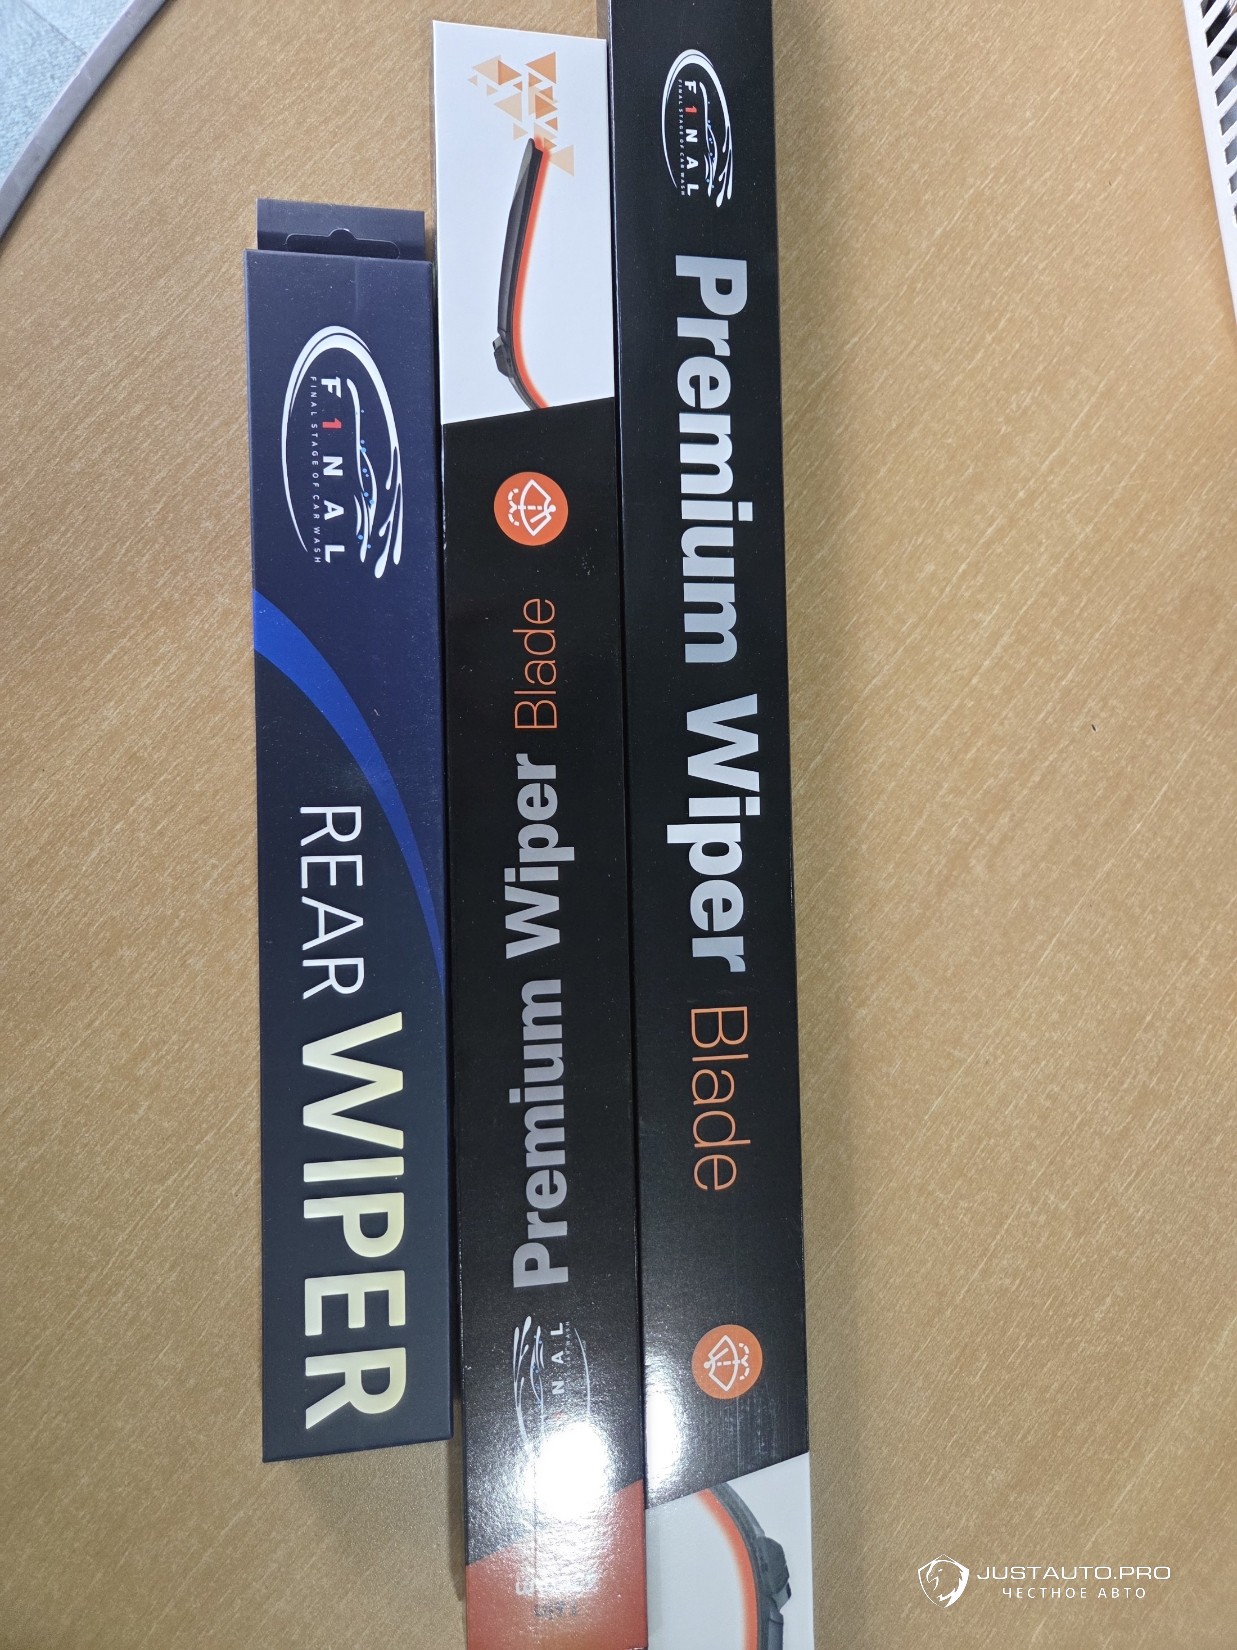 F1NAL
FINAL STAGE OF CAR WASH
REAR WIPER
Premium Wiper Blade
F1NAL
FINAL STAGE OF CAR WASH
Premium Wiper Blade
JUSTAUTO.PRO
ЧЕСТНОЕ АВТО